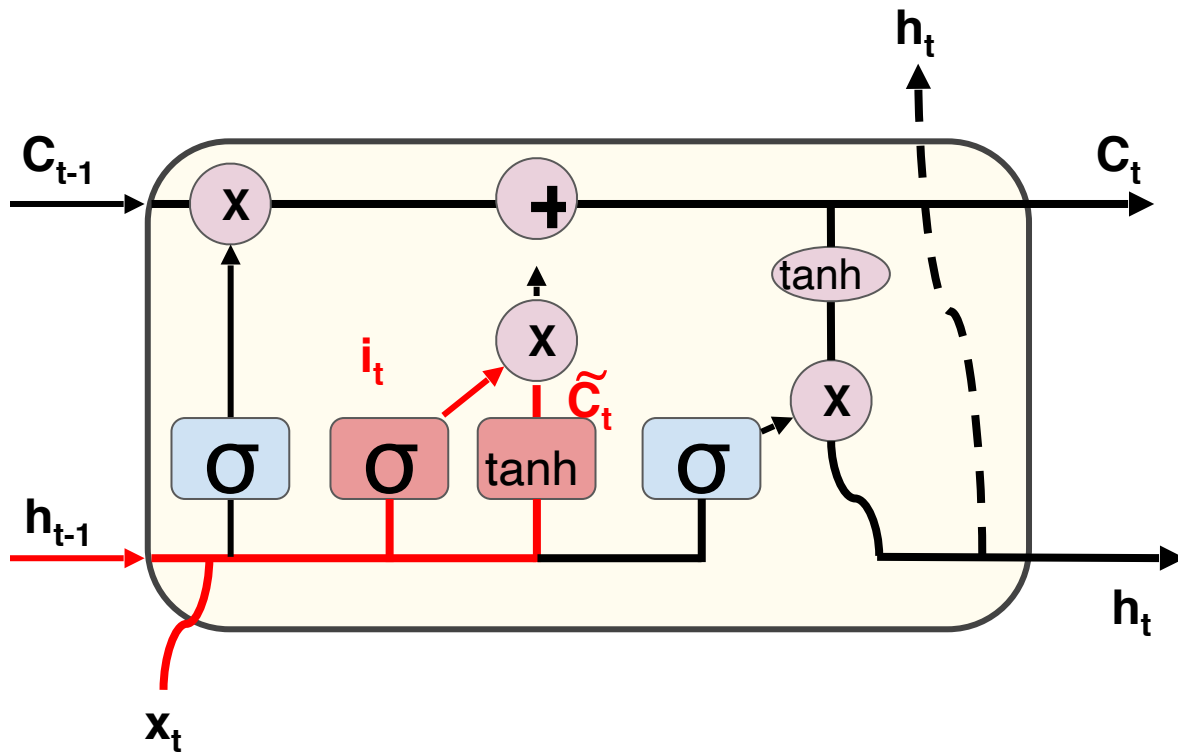 hₜ
Cₜ₋₁
Cₜ
x
+
tanh
x
iₜ
C̃ₜ
x
σ
σ
tanh
σ
hₜ₋₁
hₜ
xₜ